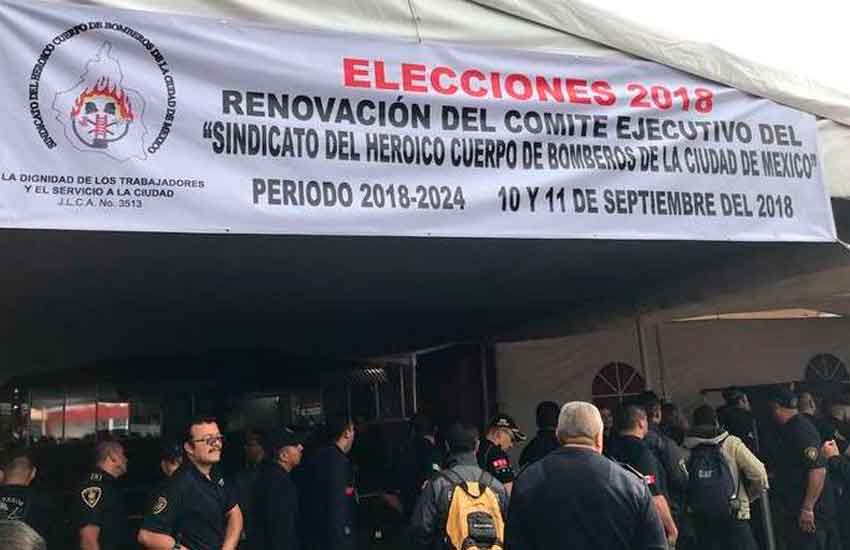 SINDICATO DEL HEROICO CUERPO DE BOMBEROS DE LA CIUDAD DE MEXICO
LA DIGNIDAD DE LOS TRABAJADORES
Y EL SERVICIO A LA CIUDAD
J.L.C.A. No. 3513
ELECCIONES 2018
RENOVACIÓN DEL COMITE EJECUTIVO DEL
“SINDICATO DEL HEROICO CUERPO DE BOMBEROS DE LA CIUDAD DE MEXICO”
PERIODO 2018-2024 10 Y 11 DE SEPTIEMBRE DEL 2018